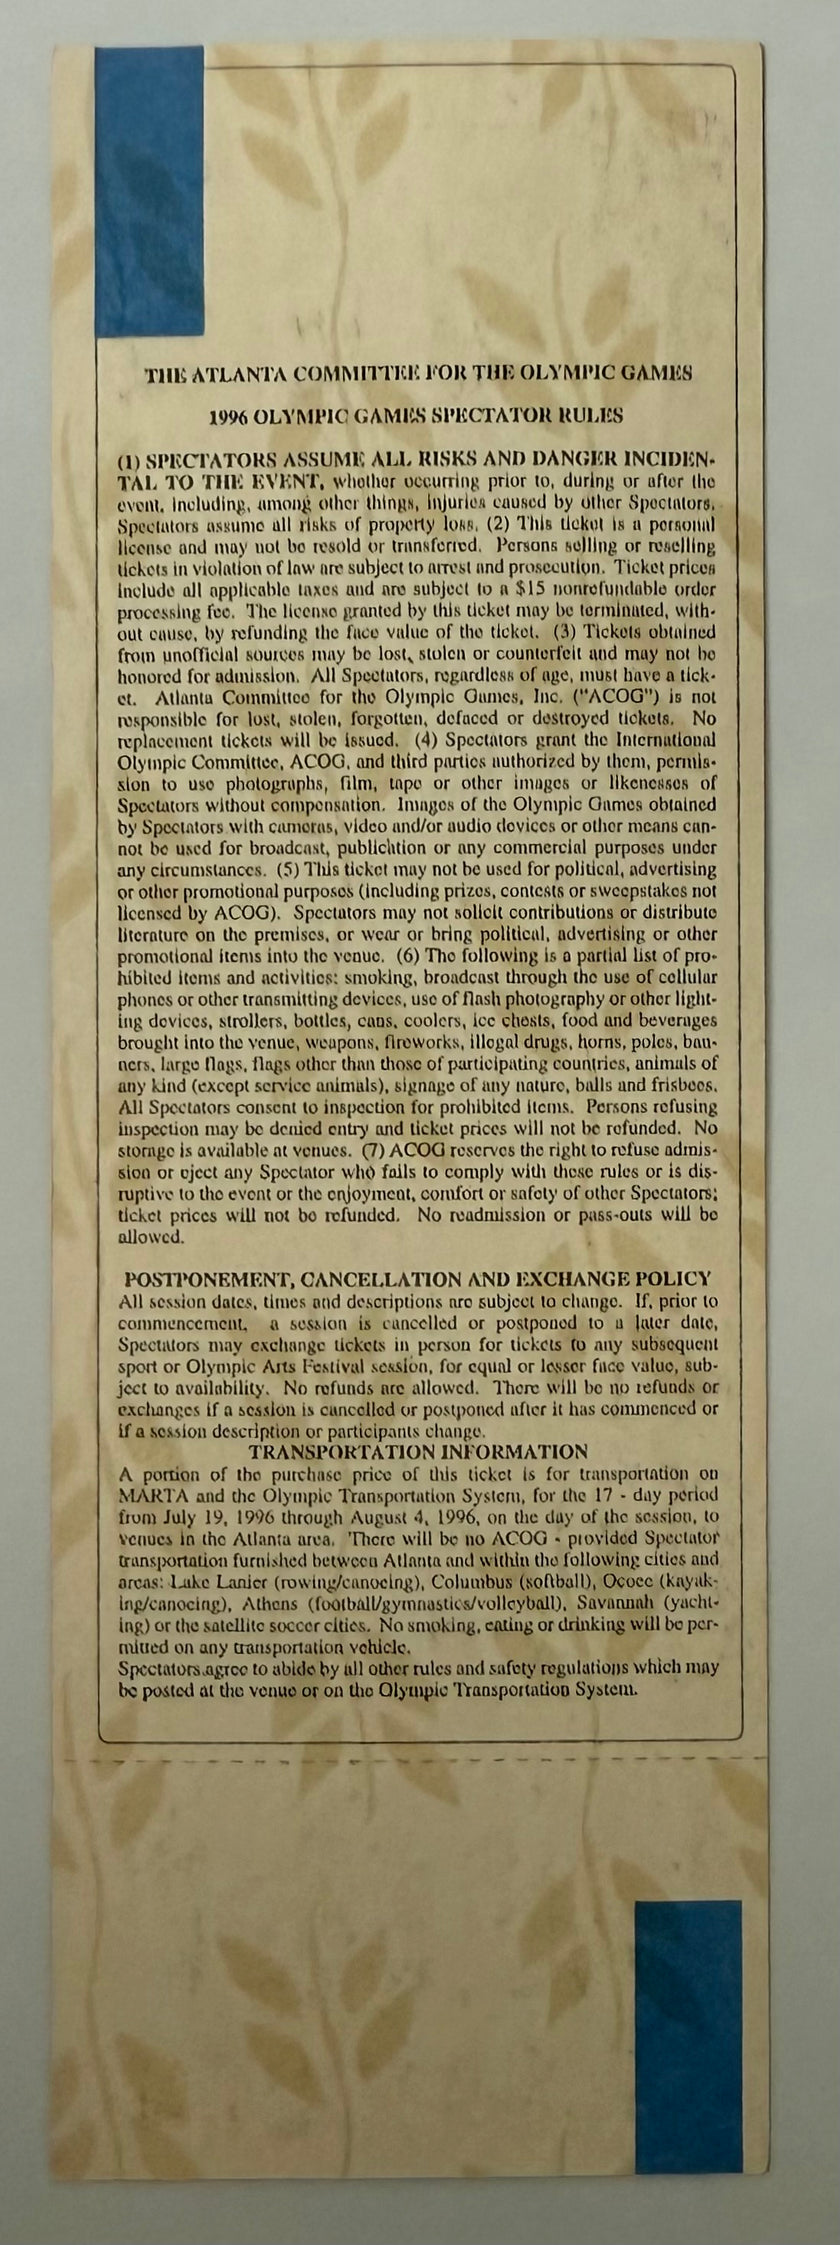 THE ATLANTA COMMITTEE FOR THE OLYMPIC GAMES
1996 OLYMPIC GAMES SPECTATOR RULES
(1) SPECTATORS ASSUME ALL RISKS AND DANGER INCIDEN-
TAL TO THE EVENT, whether occurring prior to, during or after the
event, including, among other things, injuries caused by other Spectators.
Spectators assume all risks of property loss. (2) This ticket is a personal
license and may not be resold or transferred. Persons selling or reselling
tickets in violation of law are subject to arrest and prosecution. Ticket prices
include all applicable taxes and are subject to a $15 nonrefundable order
processing fee. The license granted by this ticket may be terminated, with-
out cause, by refunding the face value of the ticket. (3) Tickets obtained
from unofficial sources may be lost, stolen or counterfeit and may not be
honored for admission. All Spectators, regardless of age, must have a tick-
et. Atlanta Committee for the Olympic Games, Inc. ("ACOG") is not
responsible for lost, stolen, forgotten, defaced or destroyed tickets. No
replacement tickets will be issued. (4) Spectators grant the International
Olympic Committee, ACOG, and third parties authorized by them, permis-
sion to use photographs, film, tape or other images or likenesses of
Spectators without compensation. Images of the Olympic Games obtained
by Spectators with cameras, video and/or audio devices or other means can-
not be used for broadcast, publication or any commercial purposes under
any circumstances. (5) This ticket may not be used for political, advertising
or other promotional purposes (including prizes, contests or sweepstakes not
licensed by ACOG). Spectators may not solicit contributions or distribute
literature on the premises, or wear or bring political, advertising or other
promotional items into the venue. (6) The following is a partial list of pro-
hibited items and activities: smoking, broadcast through the use of cellular
phones or other transmitting devices, use of flash photography or other light-
ing devices, strollers, bottles, cans, coolers, ice chests, food and beverages
brought into the venue, weapons, fireworks, illegal drugs, horns, poles, ban-
ners, large flags, flags other than those of participating countries, animals of
any kind (except service animals), signage of any nature, balls and frisbees.
All Spectators consent to inspection for prohibited items. Persons refusing
inspection may be denied entry and ticket prices will not be refunded. No
storage is available at venues. (7) ACOG reserves the right to refuse admis-
sion or eject any Spectator who fails to comply with these rules or is dis-
ruptive to the event or the enjoyment, comfort or safety of other Spectators;
ticket prices will not be refunded. No readmission or pass-outs will be
allowed.
POSTPONEMENT, CANCELLATION AND EXCHANGE POLICY
All session dates, times and descriptions are subject to change. If, prior to
commencement, a session is cancelled or postponed to a later date,
Spectators may exchange tickets in person for tickets to any subsequent
sport or Olympic Arts Festival session, for equal or lesser face value, sub-
ject to availability. No refunds are allowed. There will be no refunds or
exchanges if a session is cancelled or postponed after it has commenced or
if a session description or participants change.
TRANSPORTATION INFORMATION
A portion of the purchase price of this ticket is for transportation on
MARTA and the Olympic Transportation System, for the 17 - day period
from July 19, 1996 through August 4, 1996, on the day of the session, to
venues in the Atlanta area. There will be no ACOG - provided Spectator
transportation furnished between Atlanta and within the following cities and
areas: Lake Lanier (rowing/canoeing), Columbus (softball), Ocoee (kayak-
ing/canoeing), Athens (football/gymnastics/volleyball), Savannah (yacht-
ing) or the satellite soccer cities. No smoking, eating or drinking will be per-
mitted on any transportation vehicle.
Spectators agree to abide by all other rules and safety regulations which may
be posted at the venue or on the Olympic Transportation System.